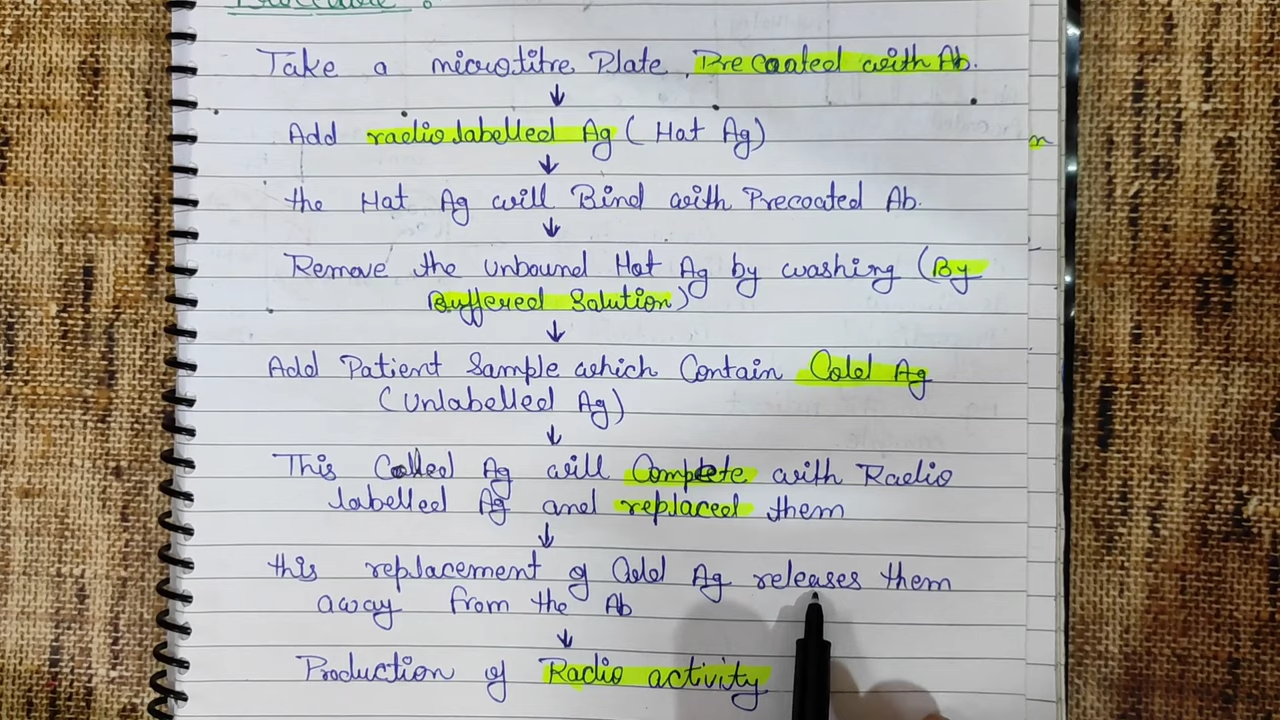 Procedure :
Take a microtitre Plate Precoated with Ab.
↓
Add radiolabelled Ag ( Hot Ag)
↓
the Hot Ag will Bind with Precoated Ab.
↓
Remove the unbound Hot Ag by washing (By
Buffered Solution)
↓
Add Patient Sample which Contain Cold Ag
(Unlabelled Ag)
↓
This Colled Ag will Compete with Radio
labelled Ag and replaced them
↓
this replacement of Cold Ag releases them
away from the Ab
↓
Production of Radio activity